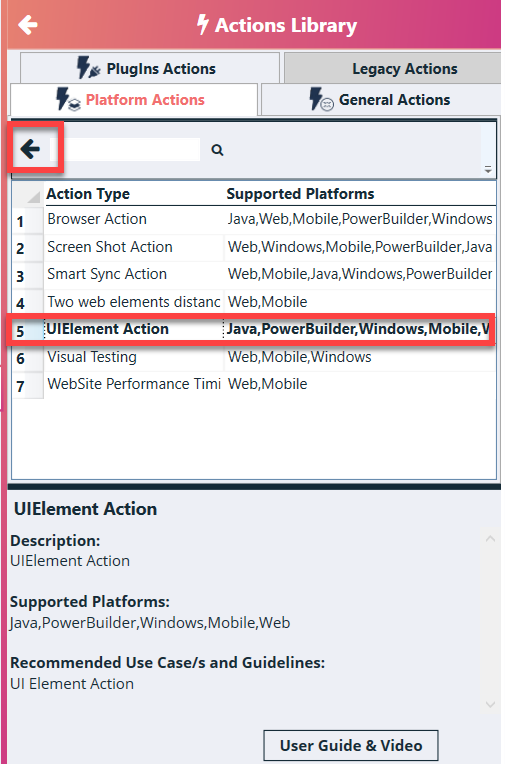 Actions Library
PlugIns Actions Legacy Actions
Platform Actions General Actions
Action Type Supported Platforms
1 Browser Action Java,Web,Mobile,PowerBuilder,Windows
2 Screen Shot Action Web,Windows,Mobile,PowerBuilder,Java
3 Smart Sync Action Web,Mobile,Java,Windows,PowerBuilder
4 Two web elements distanc Web,Mobile
5 UIElement Action Java,PowerBuilder,Windows,Mobile,W
6 Visual Testing Web,Mobile,Windows
7 WebSite Performance Timi Web,Mobile
UIElement Action
Description:
UIElement Action
Supported Platforms:
Java,PowerBuilder,Windows,Mobile,Web
Recommended Use Case/s and Guidelines:
UI Element Action
User Guide & Video